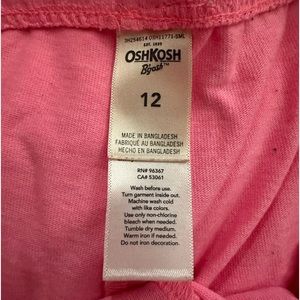 EST. 1895
OSHKOSH
B'gosh™
12
MADE IN BANGLADESH
FABRIQUÉ AU BANGLADESH
HECHO EN BANGLADESH
RN# 96367
CA# 53061
Wash before use.
Turn garment inside out.
Machine wash cold
with like colors.
Use only non-chlorine
bleach when needed.
Tumble dry medium.
Warm iron if needed.
Do not iron decoration.